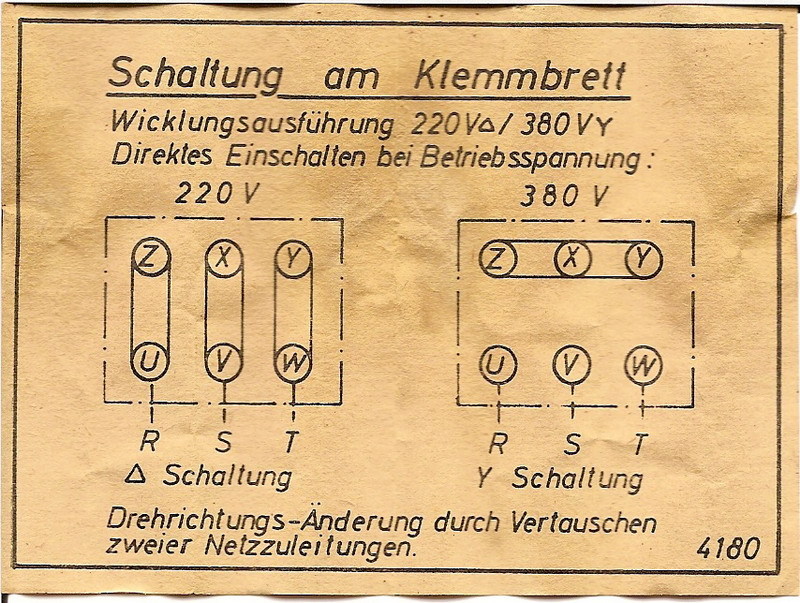 Schaltung am Klemmbrett
Wicklungsausführung 220V△/380VY
Direktes Einschalten bei Betriebsspannung:
220V 380 V
Z X Y Z X Y
U V W U V W
R S T R S T
△ Schaltung Y Schaltung
Drehrichtungs-Änderung durch Vertauschen
zweier Netzzuleitungen. 4180